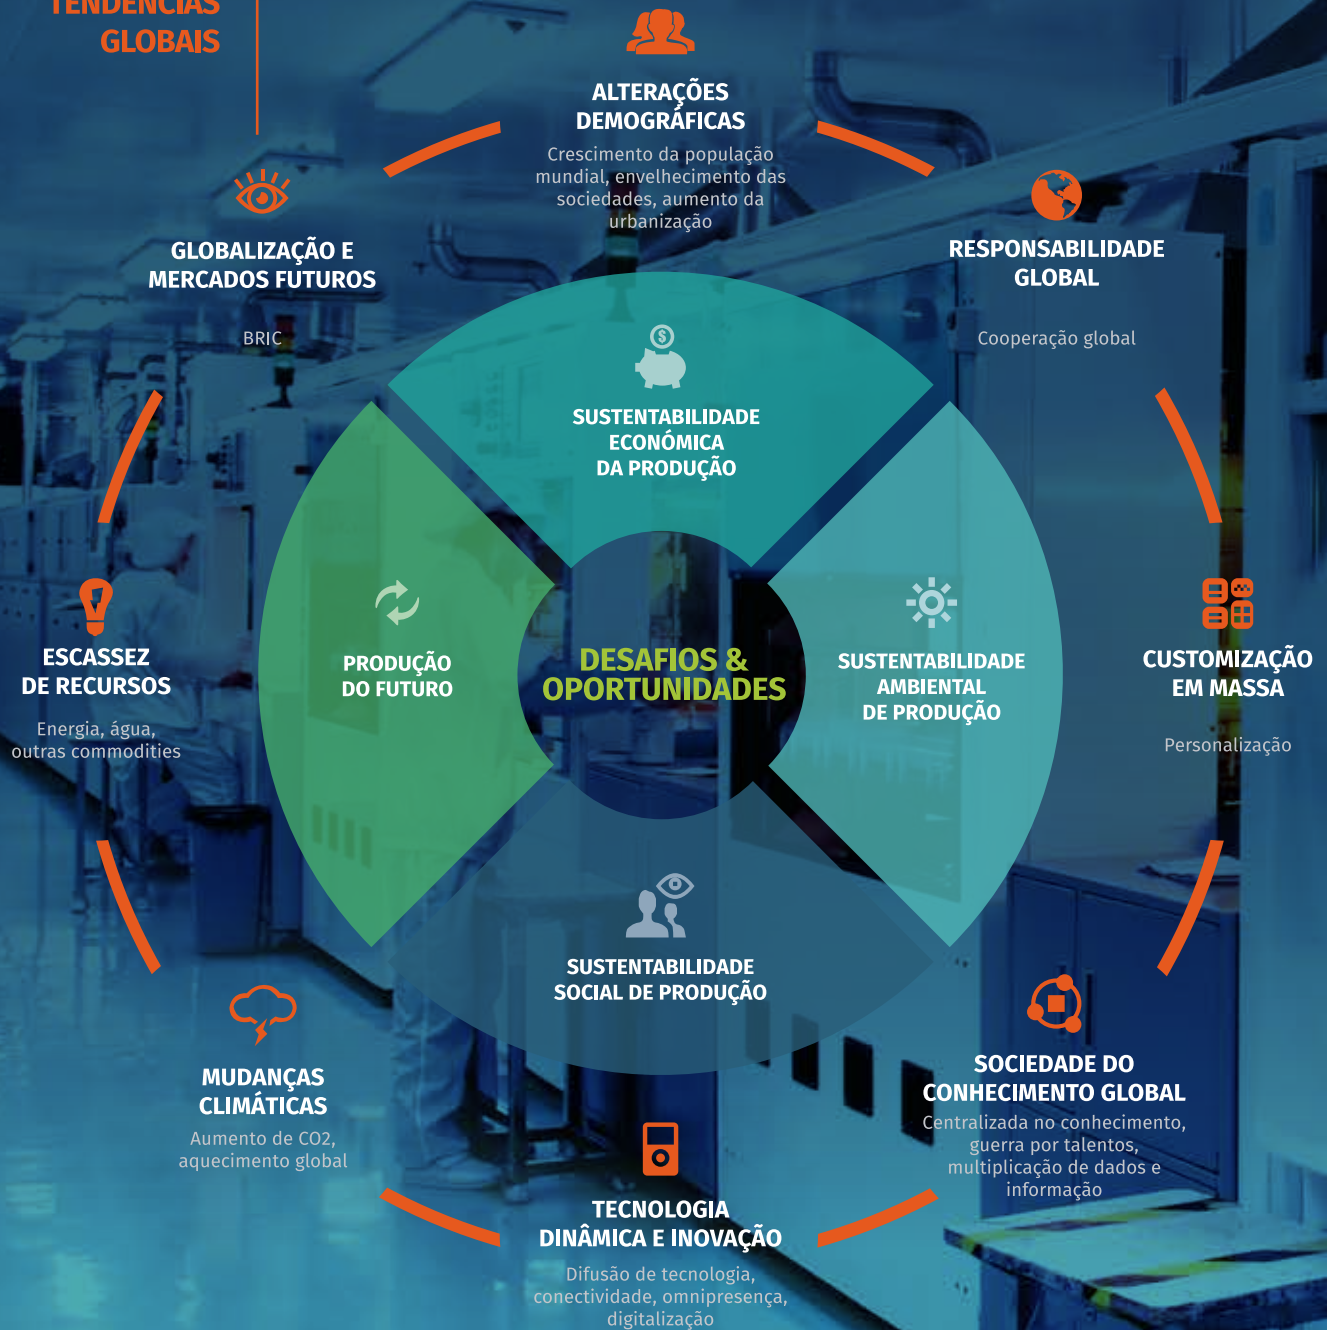 TENDÊNCIAS
GLOBAIS
ALTERAÇÕES
DEMOGRÁFICAS
Crescimento da população
mundial, envelhecimento das
sociedades, aumento da
urbanização
GLOBALIZAÇÃO E
MERCADOS FUTUROS
BRIC
RESPONSABILIDADE
GLOBAL
Cooperação global
SUSTENTABILIDADE
ECONÓMICA
DA PRODUÇÃO
ESCASSEZ
DE RECURSOS
Energia, água,
outras commodities
PRODUÇÃO
DO FUTURO
DESAFIOS &
OPORTUNIDADES
SUSTENTABILIDADE
AMBIENTAL
DE PRODUÇÃO
CUSTOMIZAÇÃO
EM MASSA
Personalização
SUSTENTABILIDADE
SOCIAL DE PRODUÇÃO
MUDANÇAS
CLIMÁTICAS
Aumento de CO2,
aquecimento global
SOCIEDADE DO
CONHECIMENTO GLOBAL
Centralizada no conhecimento,
guerra por talentos,
multiplicação de dados e
informação
TECNOLOGIA
DINÂMICA E INOVAÇÃO
Difusão de tecnologia,
conectividade, omnipresença,
digitalização